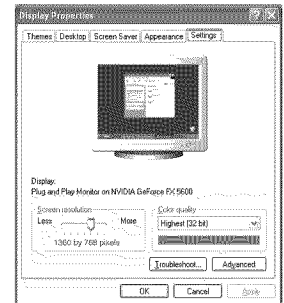 Display Properties
Themes Desktop Screen Saver Appearance Settings
Display:
Plug and Play Monitor on NVIDIA GeForce FX 5600
Screen resolution
Less More
1360 by 768 pixels
Color quality
Highest (32 bit)
Troubleshoot... Advanced
OK Cancel Apply